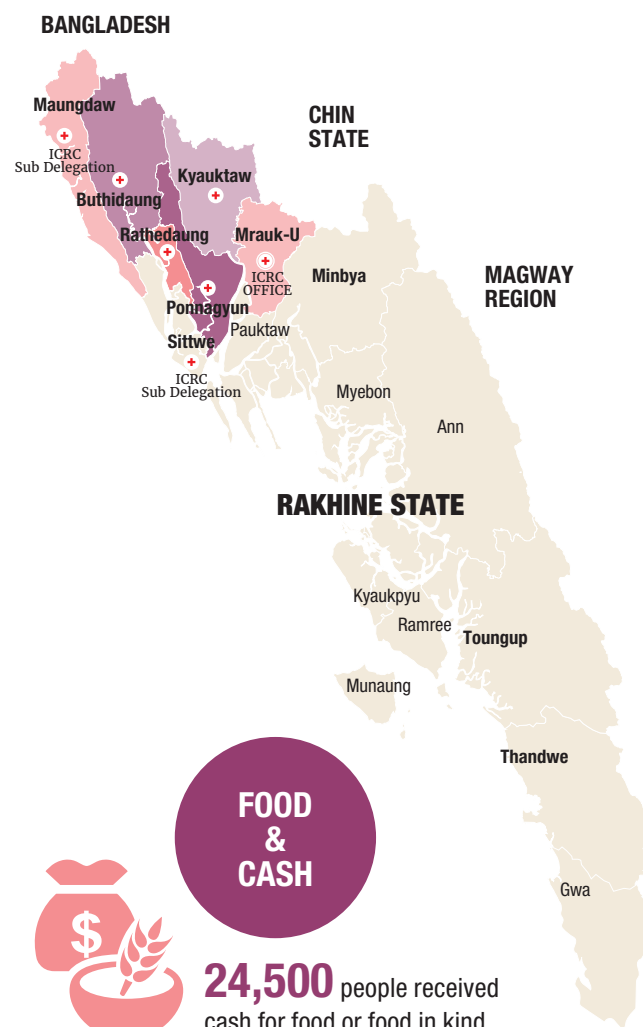 BANGLADESH
Maungdaw
CHIN
STATE
ICRC
Sub Delegation
Kyauktaw
Buthidaung
Rathedaung
Mrauk-U
ICRC
OFFICE
Minbya
MAGWAY
REGION
Ponnagyun
Pauktaw
Sittwe
ICRC
Sub Delegation
Myebon
Ann
RAKHINE STATE
Kyaukpyu
Ramree
Toungup
Munaung
Thandwe
FOOD
&
CASH
Gwa
$
24,500 people received
cash for food or food in kind